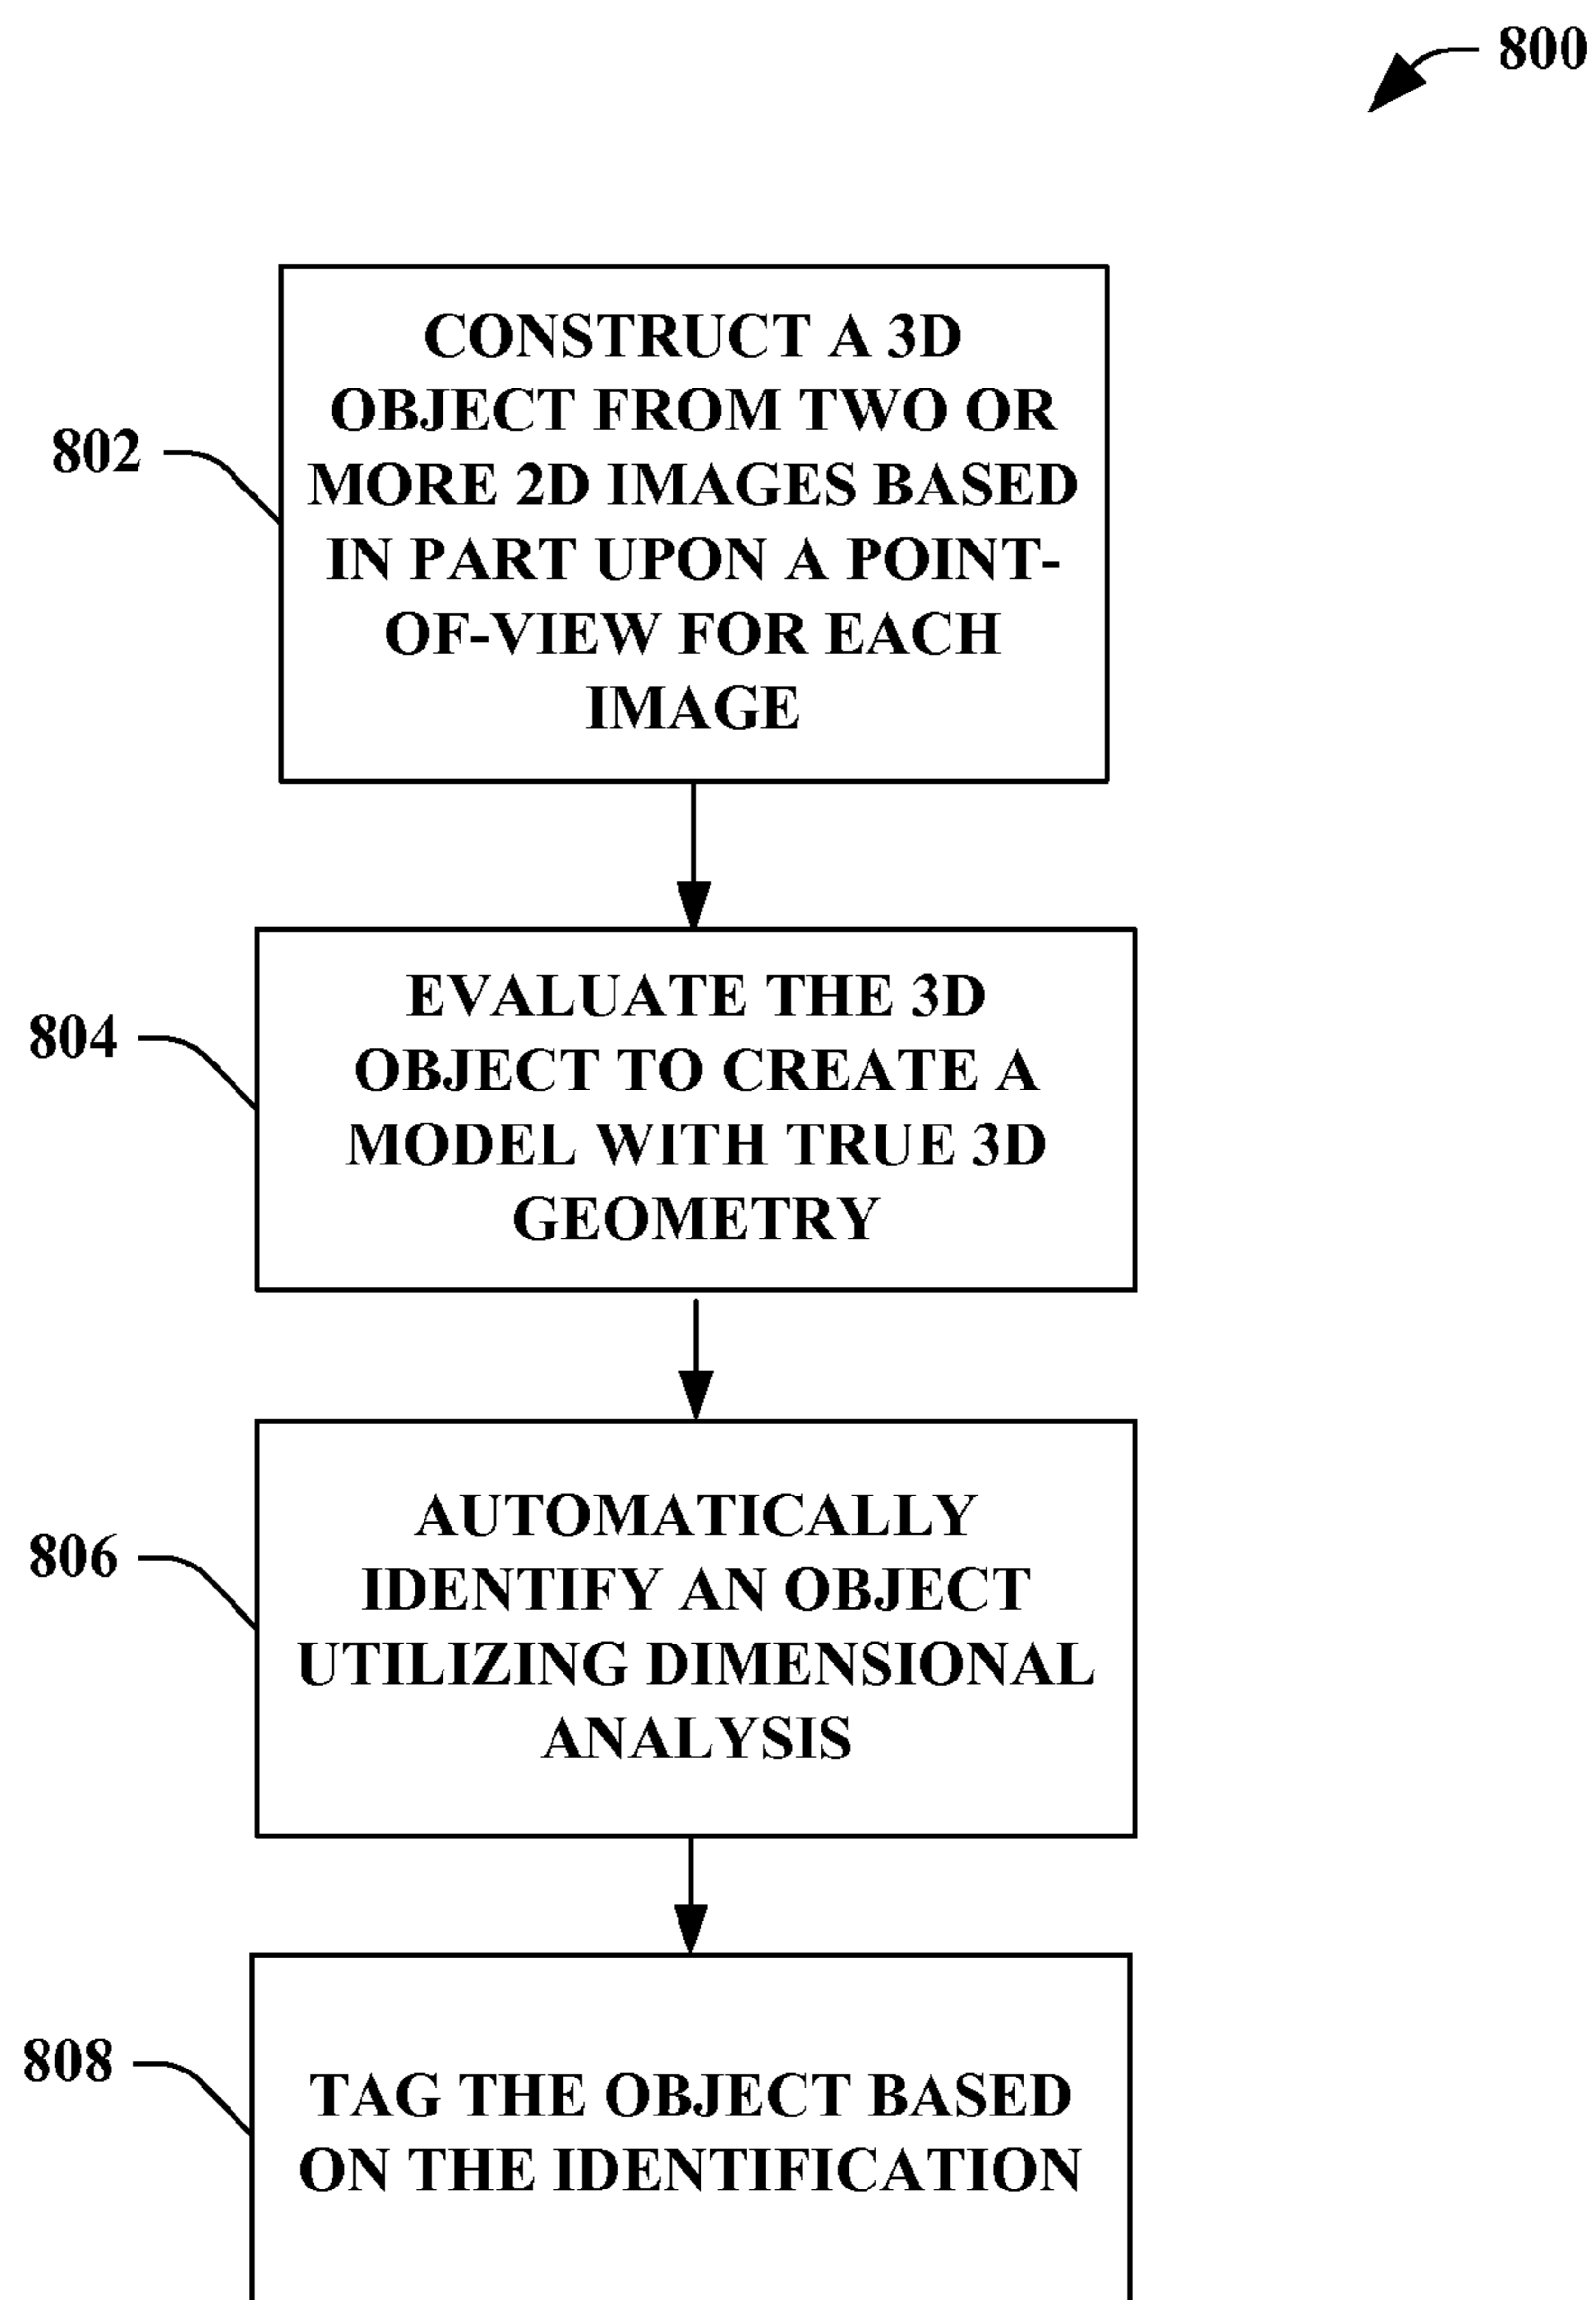 800
802
CONSTRUCT A 3D
OBJECT FROM TWO OR
MORE 2D IMAGES BASED
IN PART UPON A POINT-
OF-VIEW FOR EACH
IMAGE
804
EVALUATE THE 3D
OBJECT TO CREATE A
MODEL WITH TRUE 3D
GEOMETRY
806
AUTOMATICALLY
IDENTIFY AN OBJECT
UTILIZING DIMENSIONAL
ANALYSIS
808
TAG THE OBJECT BASED
ON THE IDENTIFICATION